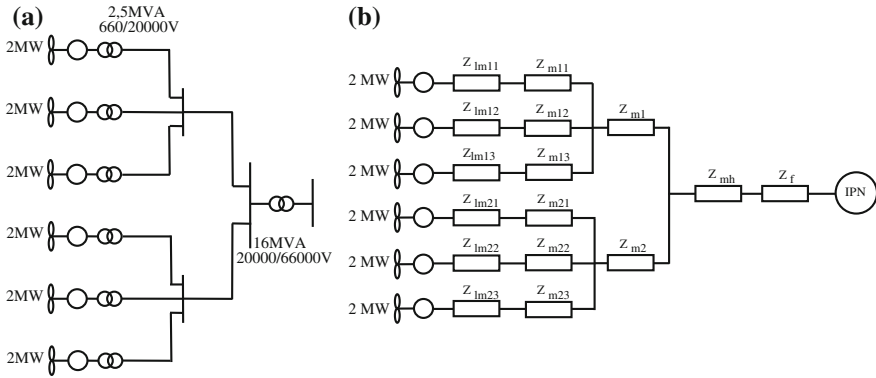 (a)
2,5MVA
660/20000V
2MW
2MW
2MW
2MW
2MW
2MW
16MVA
20000/66000V
(b)
2 MW
Z lm11
Z m11
2 MW
Z lm12
Z m12
Z m1
2 MW
Zlm13
Z m13
Z mh
Z f
IPN
2 MW
Z lm21
Z m21
2 MW
Z lm22
Z m22
Z m2
2 MW
Z lm23
Z m23